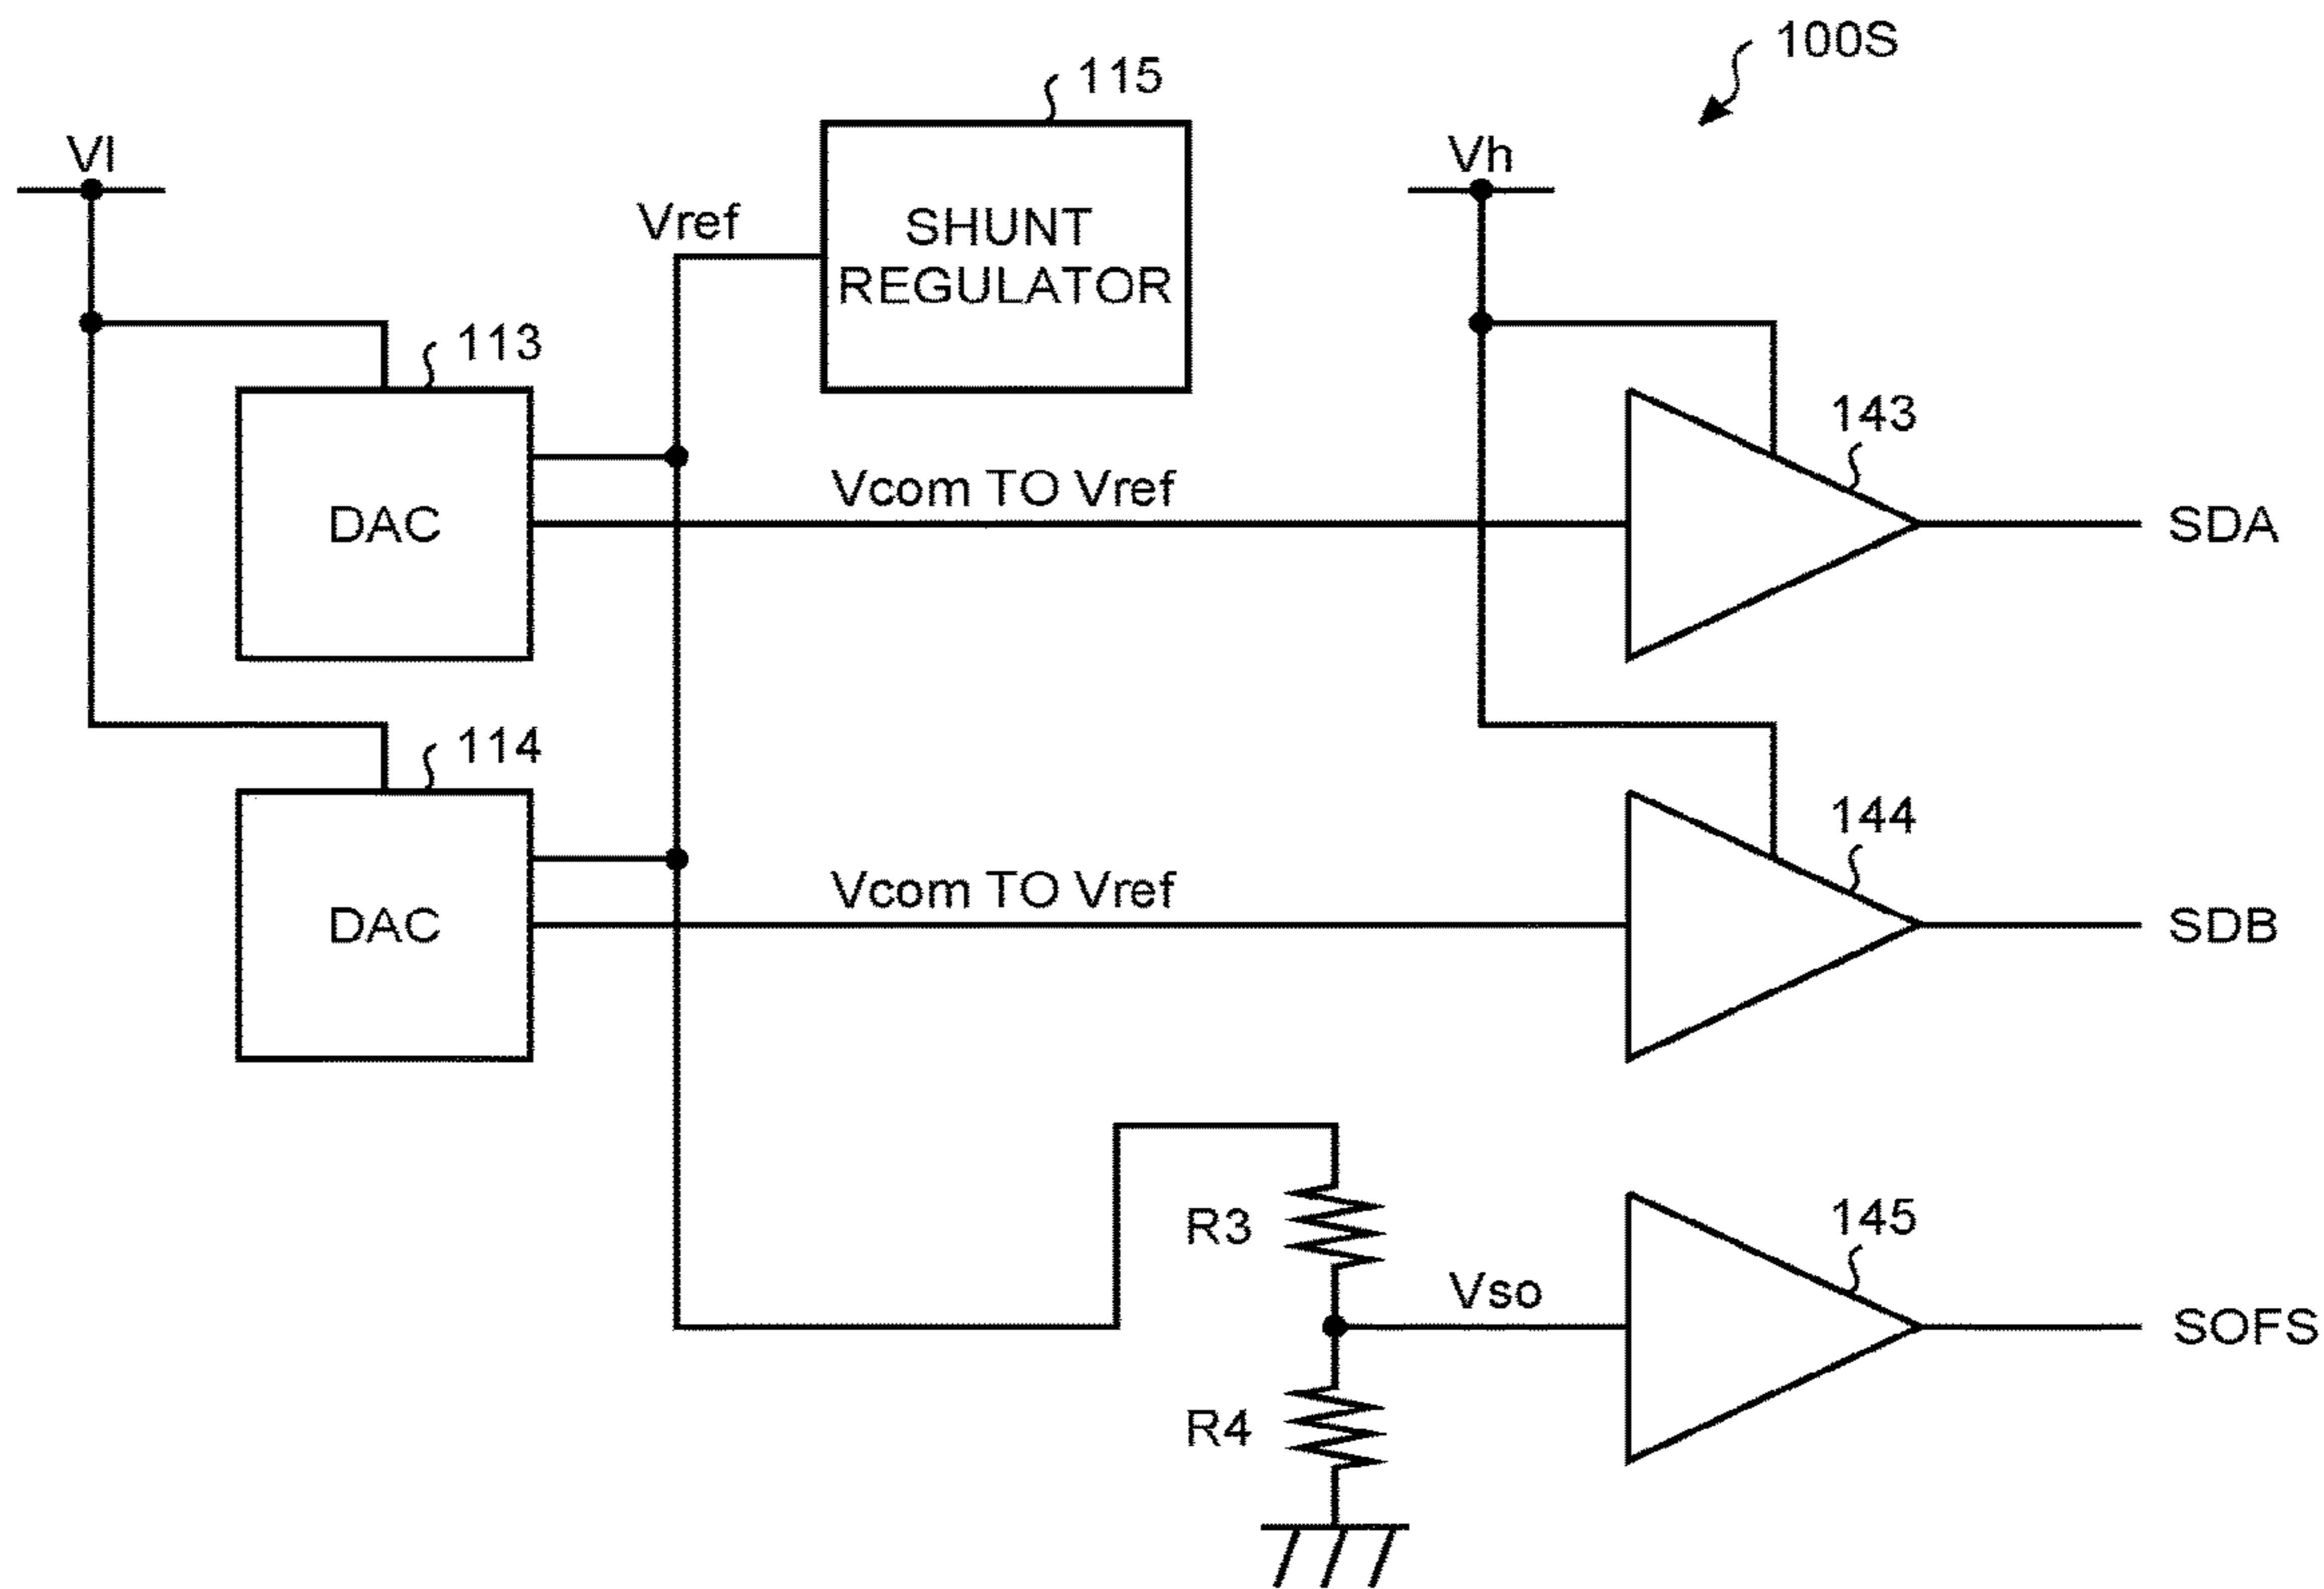 100S
115
Vl
Vh
Vref
SHUNT
REGULATOR
113
143
Vcom TO Vref
DAC
SDA
114
144
Vcom TO Vref
DAC
SDB
R3
145
Vso
SOFS
R4